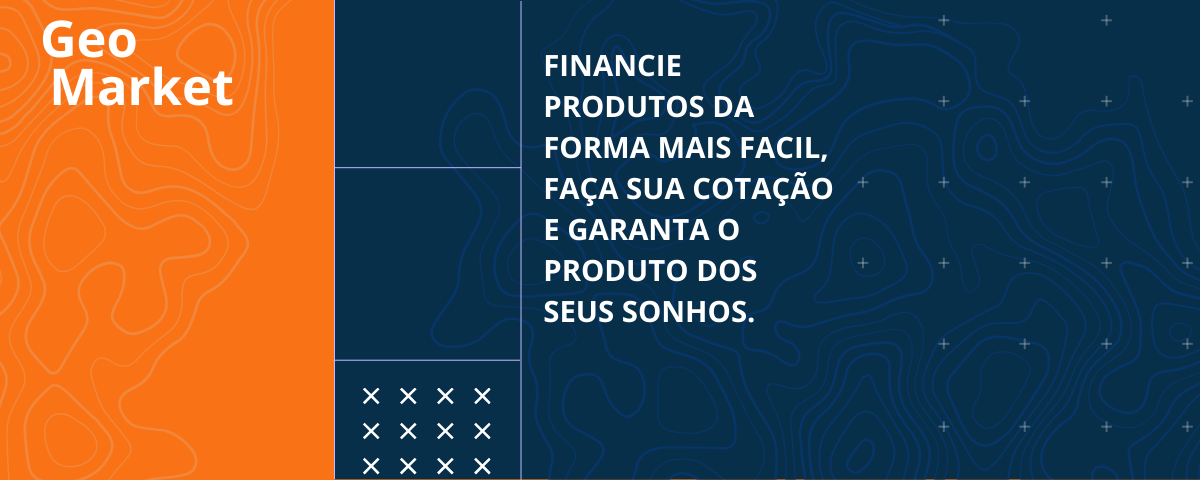 Geo
Market
FINANCIE
PRODUTOS DA
FORMA MAIS FACIL,
FAÇA SUA COTAÇÃO
E GARANTA O
PRODUTO DOS
SEUS SONHOS.